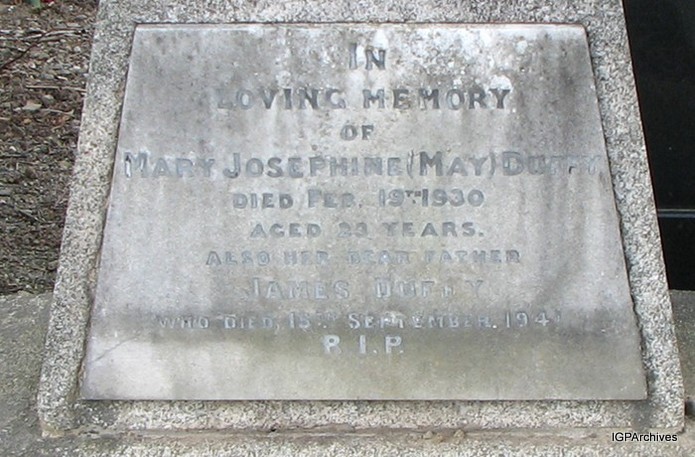 IN
LOVING MEMORY
OF
MARY JOSEPHINE (MAY) DUFFY
DIED FEB. 19TH 1930
AGED 23 YEARS.
ALSO HER DEAR FATHER
JAMES DUFFY
WHO DIED, 15TH SEPTEMBER, 1941
R.I.P.
IGPArchives